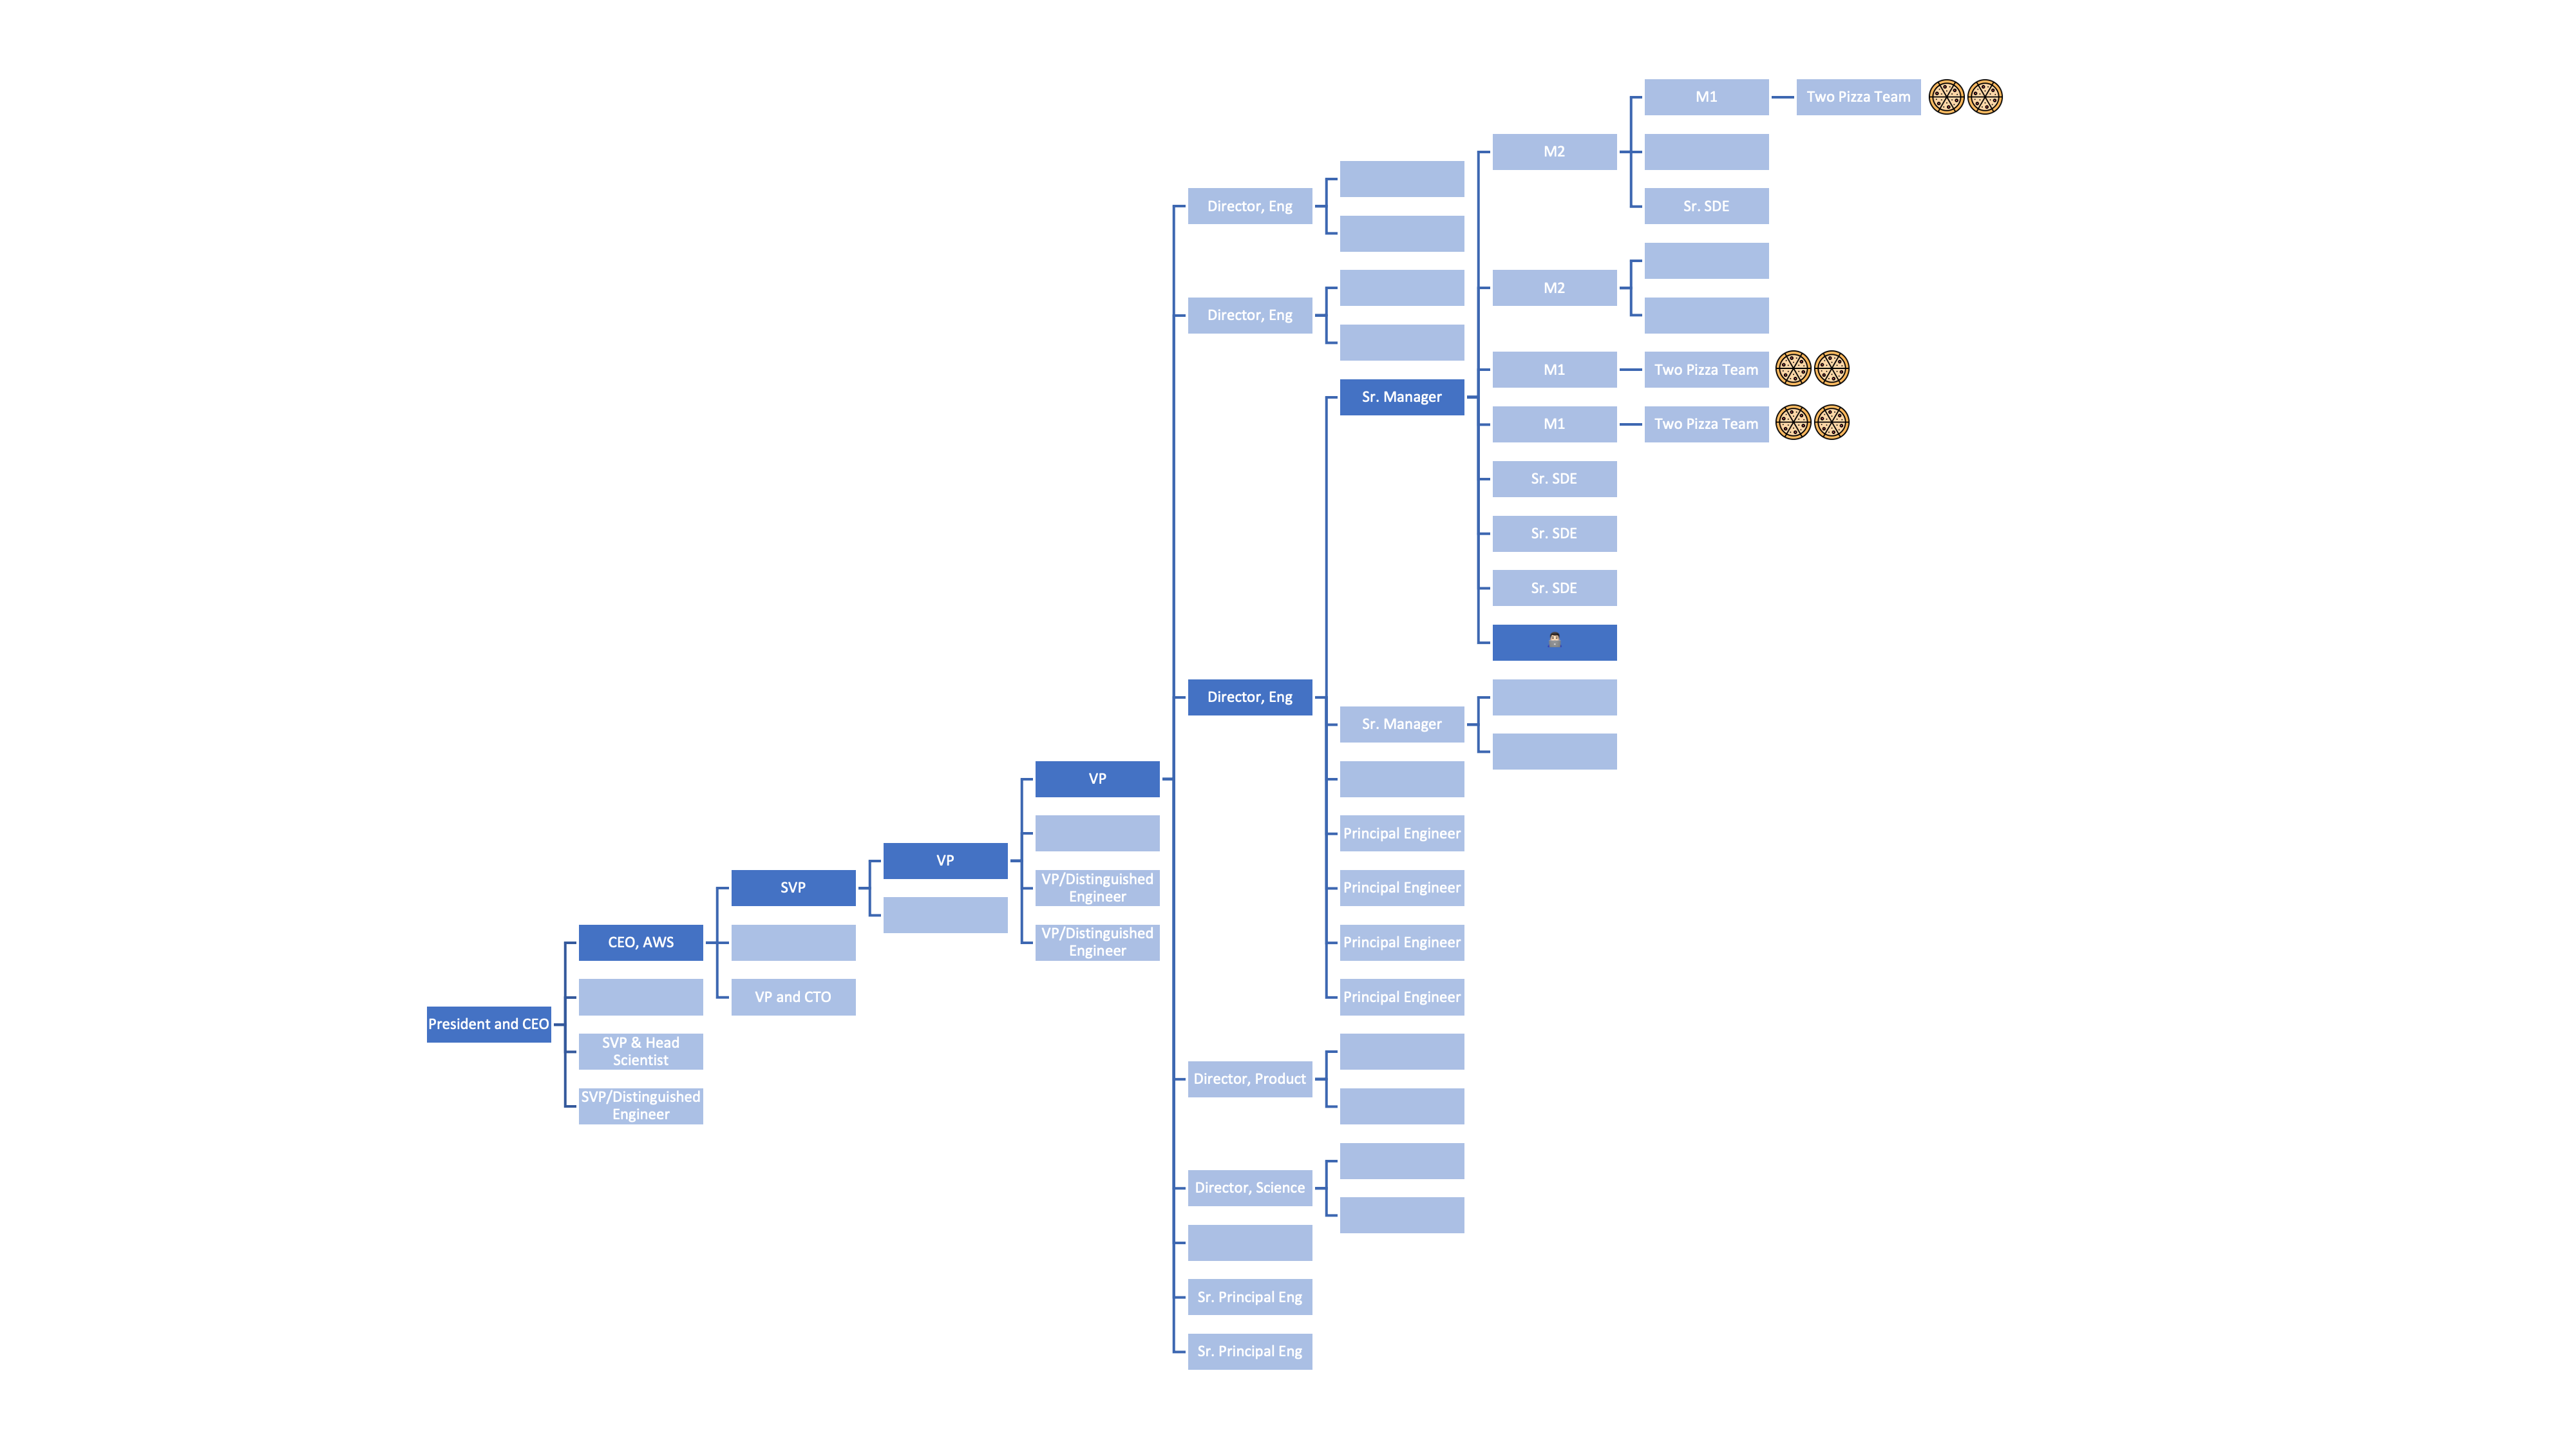 M1
Two Pizza Team
M2
Sr. SDE
Director, Eng
M2
Director, Eng
M1
Two Pizza Team
Sr. Manager
M1
Two Pizza Team
Sr. SDE
Sr. SDE
Sr. SDE
Director, Eng
Sr. Manager
VP
Principal Engineer
VP
SVP
VP/Distinguished
Engineer
Principal Engineer
CEO, AWS
VP/Distinguished
Engineer
Principal Engineer
VP and CTO
Principal Engineer
President and CEO
SVP & Head
Scientist
Director, Product
SVP/Distinguished
Engineer
Director, Science
Sr. Principal Eng
Sr. Principal Eng